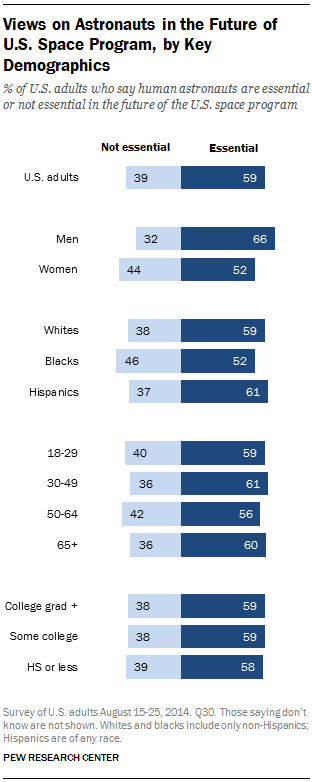 Views on Astronauts in the Future of
U.S. Space Program, by Key
Demographics
% of U.S. adults who say human astronauts are essential
or not essential in the future of the U.S. space program
Not essential Essential
U.S. adults 39 59
Men 32 66
Women 44 52
Whites 38 59
Blacks 46 52
Hispanics 37 61
18-29 40 59
30-49 36 61
50-64 42 56
65+ 36 60
College grad + 38 59
Some college 38 59
HS or less 39 58
Survey of U.S. adults August 15-25, 2014. Q30. Those saying don't
know are not shown. Whites and blacks include only non-Hispanics;
Hispanics are of any race.
PEW RESEARCH CENTER